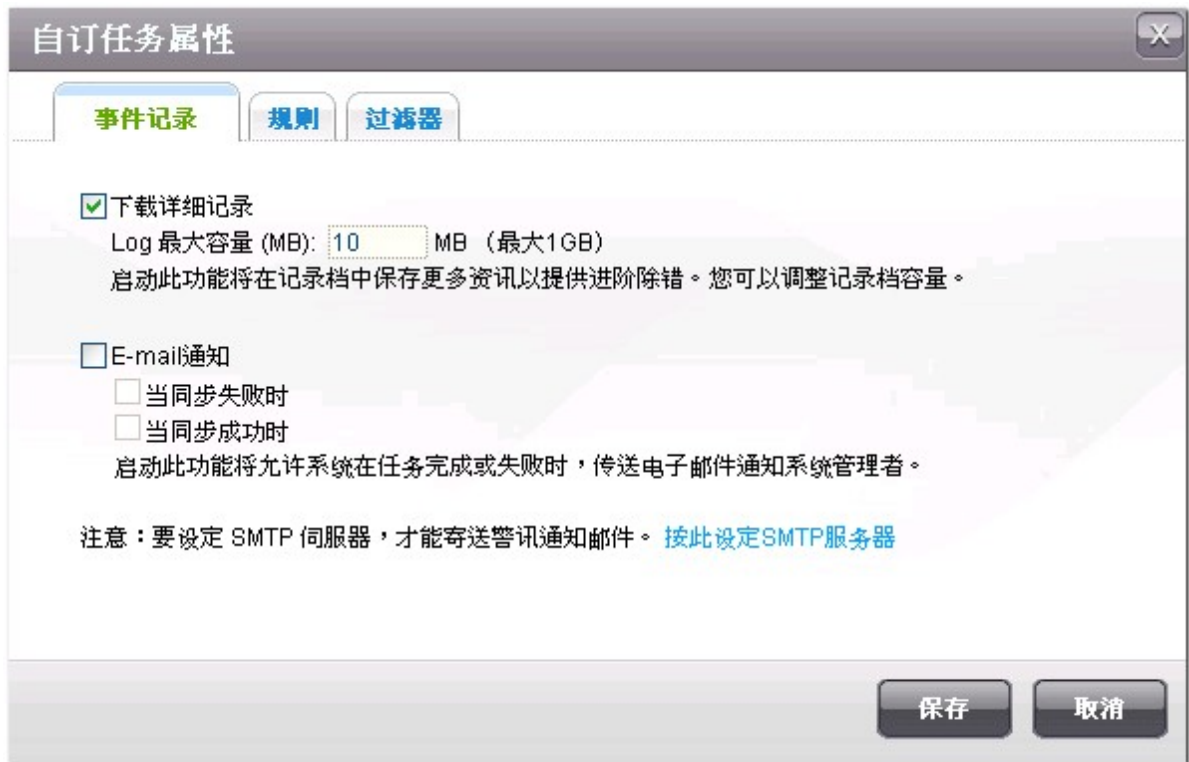 自订任务属性
X
事件记录 规则 过滤器
下载详细记录
Log 最大容量 (MB): 10 MB （最大1GB）
启动此功能将在记录档中保存更多资讯以提供进阶除错。您可以调整记录档容量。
E-mail通知
当同步失败时
当同步成功时
启动此功能将允许系统在任务完成或失败时，传送电子邮件通知系统管理者。
注意：要设定 SMTP 伺服器，才能寄送警讯通知邮件。 按此设定SMTP服务器
保存 取消